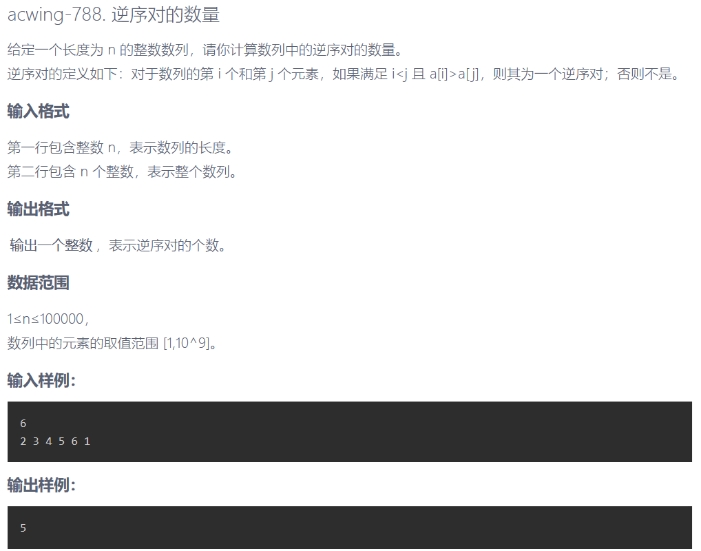 acwing-788. 逆序对的数量
给定一个长度为 n 的整数数列，请你计算数列中的逆序对的数量。
逆序对的定义如下：对于数列的第 i 个和第 j 个元素，如果满足 i<j 且 a[i]>a[j]，则其为一个逆序对；否则不是。
输入格式
第一行包含整数 n，表示数列的长度。
第二行包含 n 个整数，表示整个数列。
输出格式
输出一个整数 ，表示逆序对的个数。
数据范围
1≤n≤100000，
数列中的元素的取值范围 [1,10^9]。
输入样例：
6
2 3 4 5 6 1
输出样例：
5